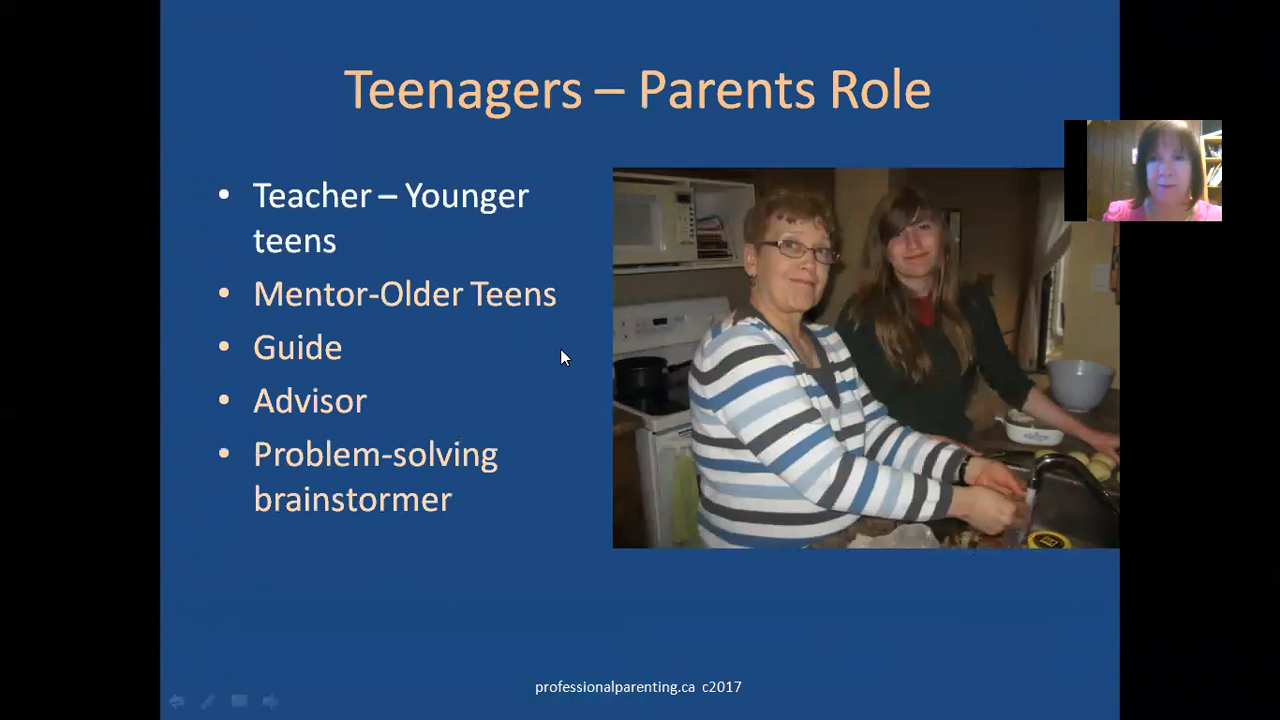 Teenagers – Parents Role
• Teacher – Younger
teens
• Mentor-Older Teens
• Guide
• Advisor
• Problem-solving
brainstormer
professionalparenting.ca c2017